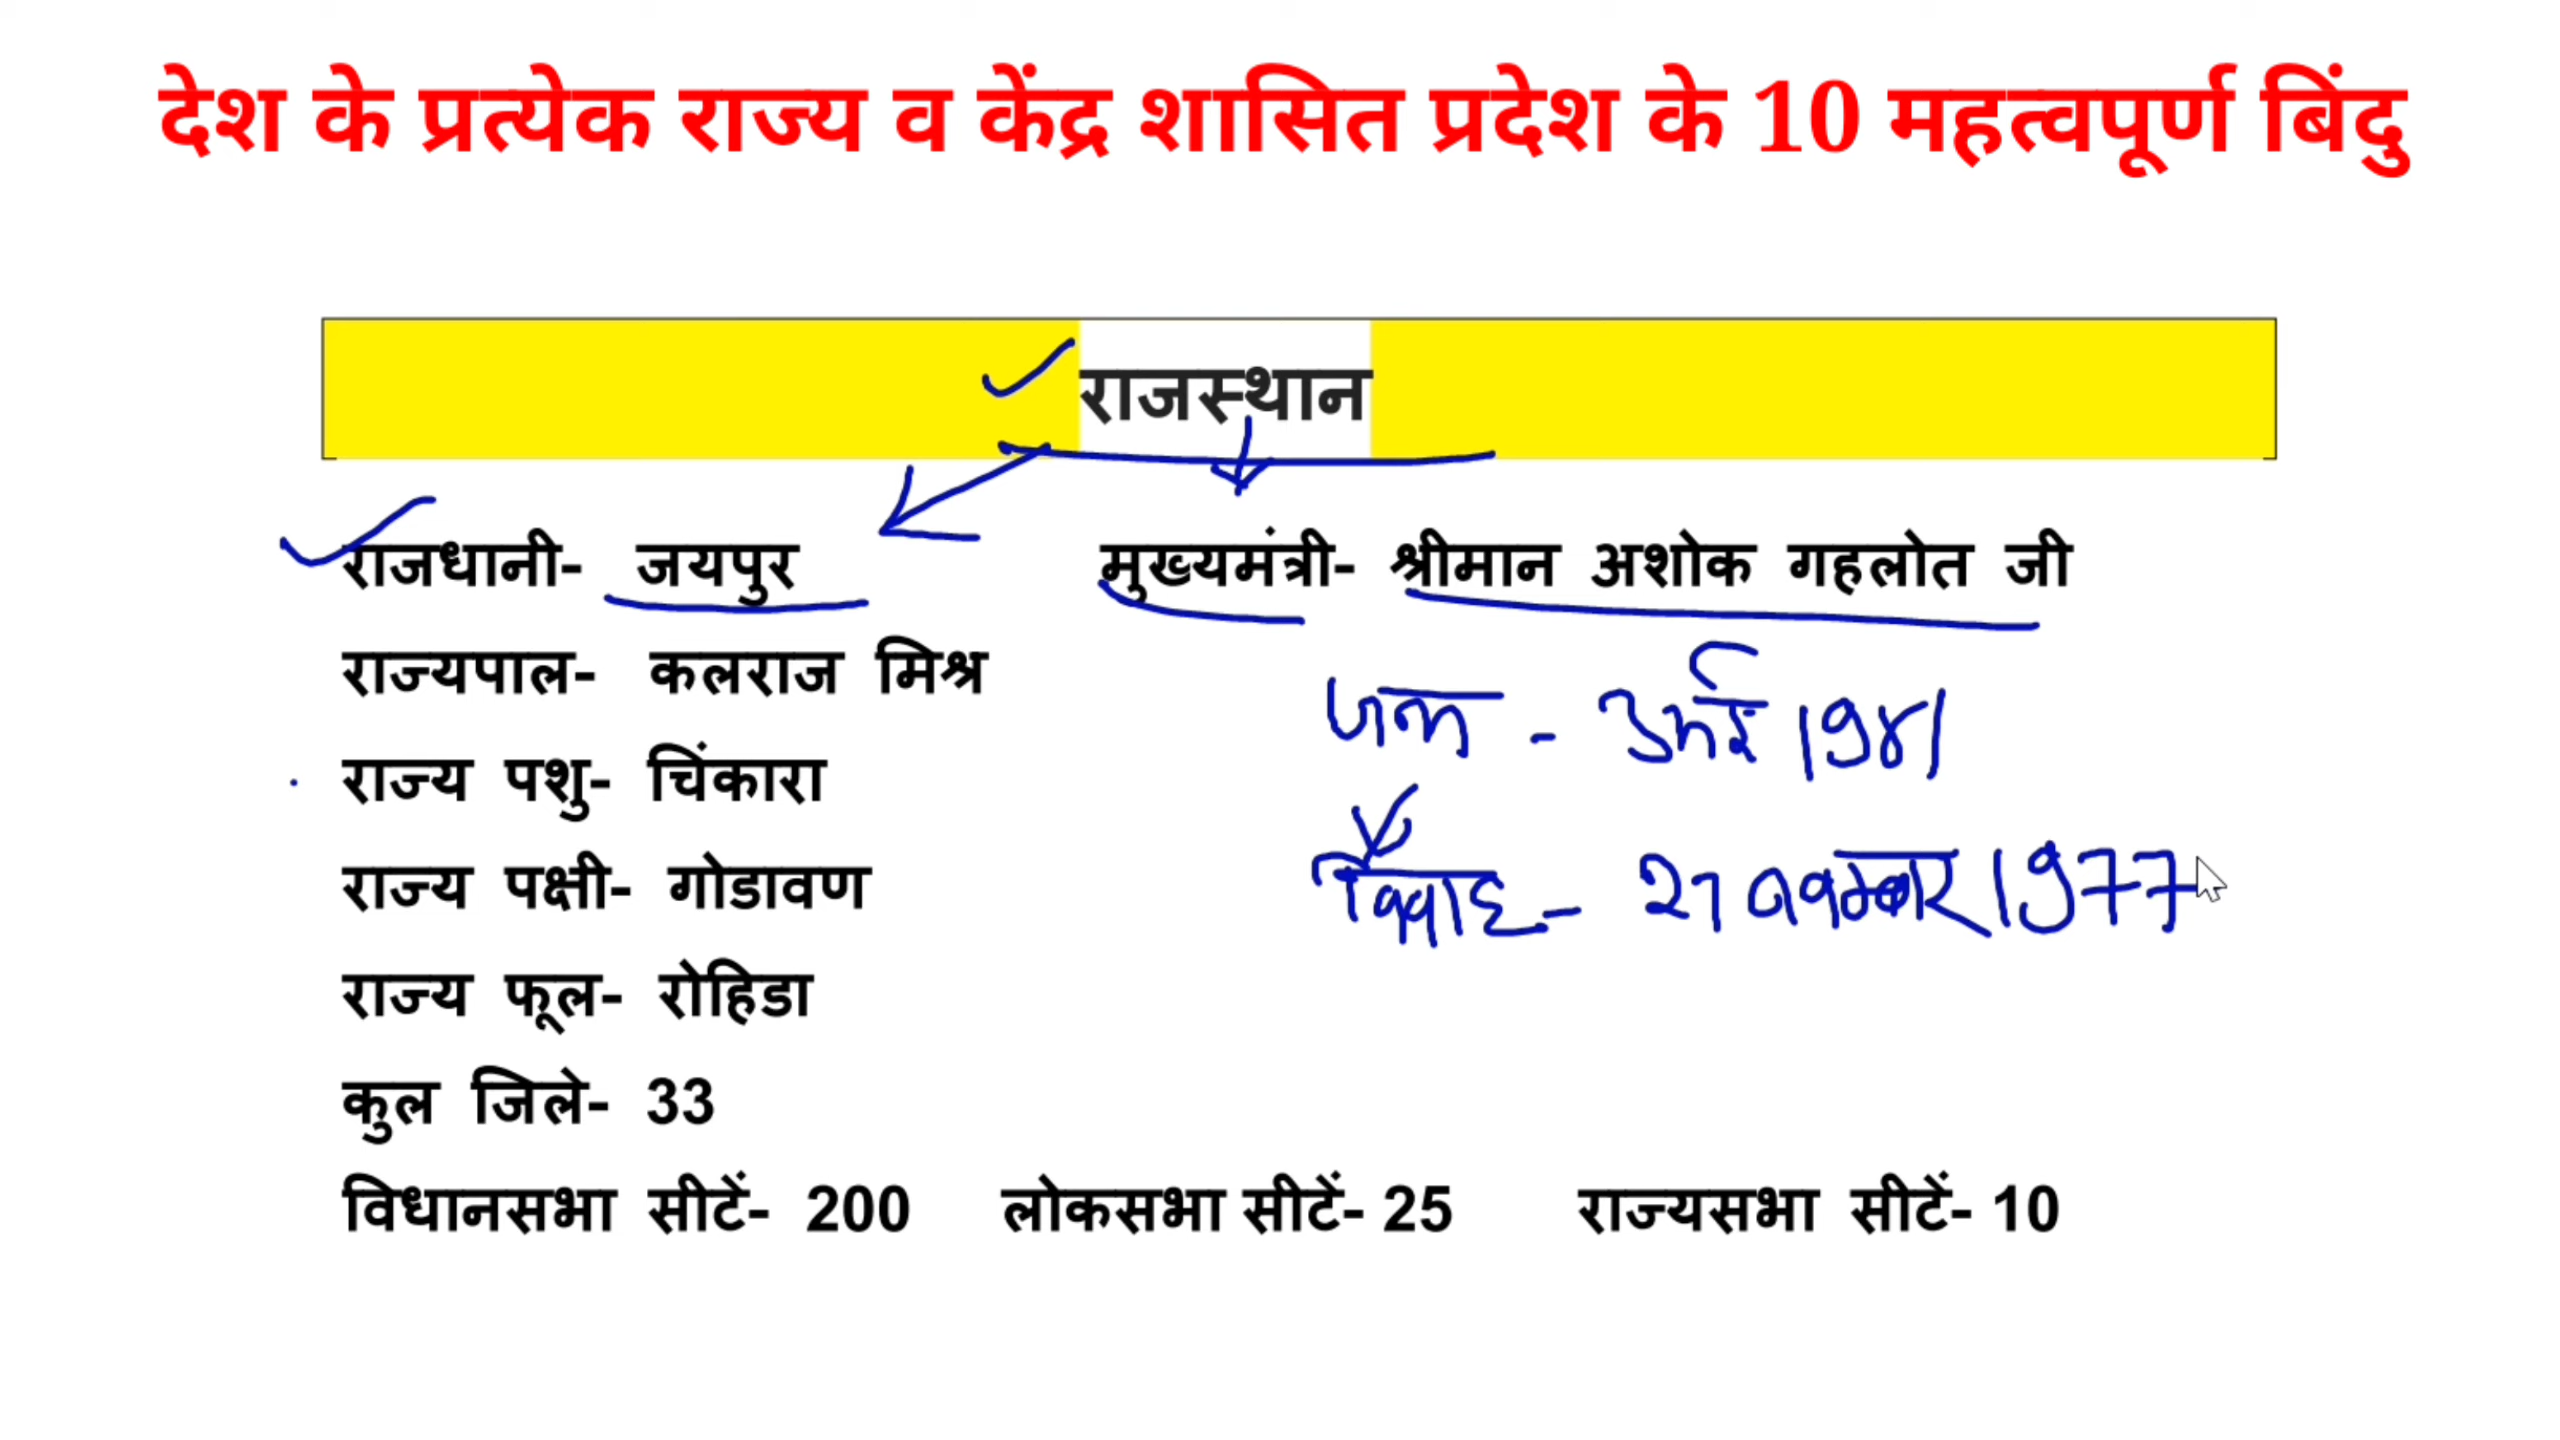 देश के प्रत्येक राज्य व केंद्र शासित प्रदेश के 10 महत्वपूर्ण बिंदु
राजस्थान
राजधानी- जयपुर मुख्यमंत्री- श्रीमान अशोक गहलोत जी
राज्यपाल- कलराज मिश्र
जन्म - 3 मई 19
राज्य पशु- चिंकारा
राज्य पक्षी- गोडावण
विवाह - 27 नवम्बर 1977
राज्य फूल- रोहिडा
कुल जिले- 33
विधानसभा सीटें- 200 लोकसभा सीटें- 25 राज्यसभा सीटें- 10